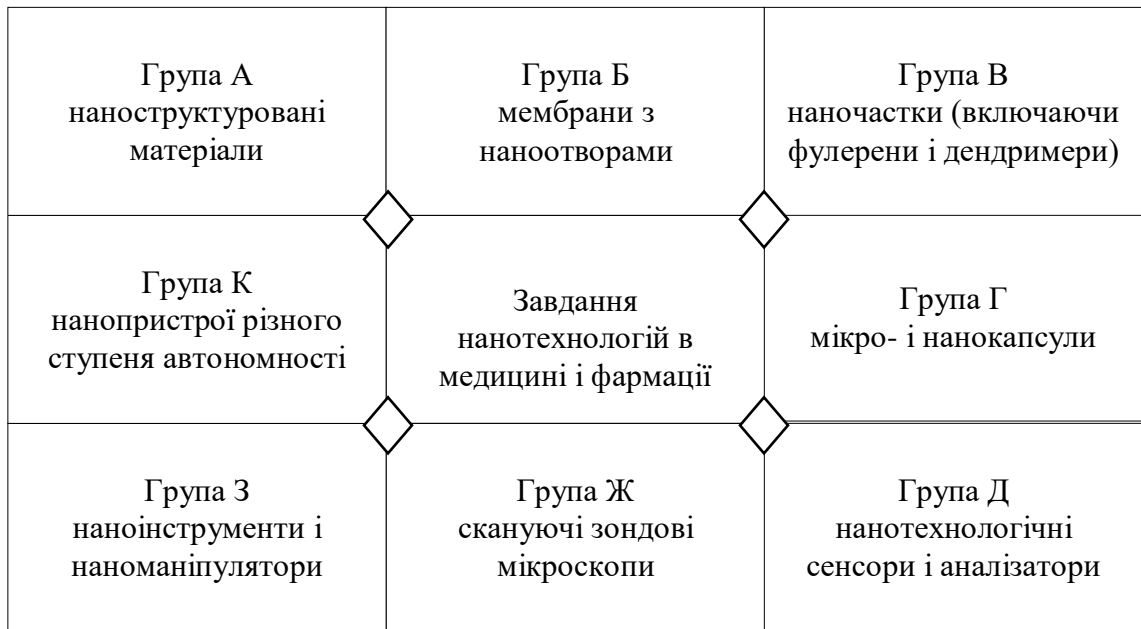 Група А
наноструктуровані
матеріали
Група Б
мембрани з
наноотворами
Група В
наночастки (включаючи
фулерени і дендримери)
Група К
нанопристрої різного
ступеня автономності
Завдання
нанотехнологій в
медицині і фармації
Група Г
мікро- і нанокапсули
Група З
наноінструменти і
наноманіпулятори
Група Ж
скануючі зондові
мікроскопи
Група Д
нанотехнологічні
сенсори і аналізатори